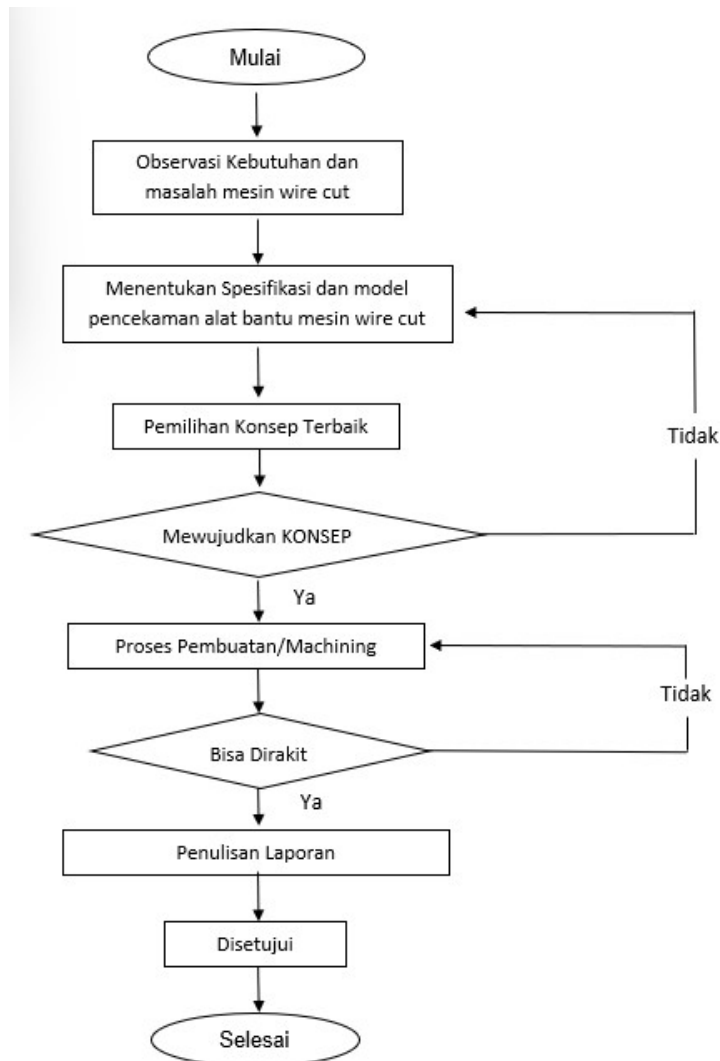 Mulai
Observasi Kebutuhan dan
masalah mesin wire cut
Menentukan Spesifikasi dan model
pencekaman alat bantu mesin wire cut
Pemilihan Konsep Terbaik
Tidak
Mewujudkan KONSEP
Ya
Proses Pembuatan/Machining
Tidak
Bisa Dirakit
Ya
Penulisan Laporan
Disetujui
Selesai